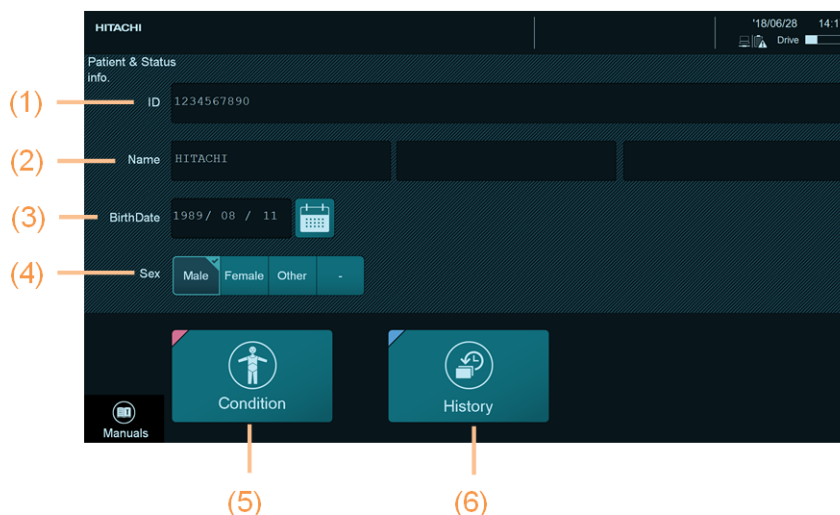 HITACHI
'18/06/28 14:1
Drive
Patient & Status
info.
(1) ID 1234567890
(2) Name HITACHI
(3) BirthDate 1989/ 08 / 11
(4) Sex Male Female Other -
Condition History
Manuals
(5) (6)